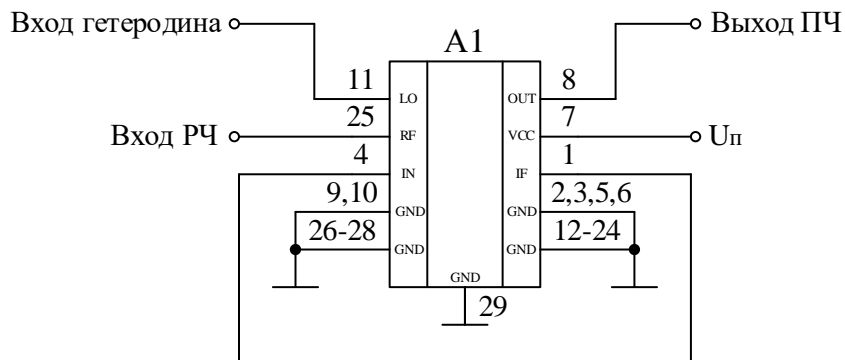 Вход гетеродина
Выход ПЧ
А1
11
8
LO
OUT
25
7
Вход РЧ
RF
VCC
Uп
4
1
IN
IF
9,10
2,3,5,6
GND
GND
26-28
12-24
GND
GND
GND
29